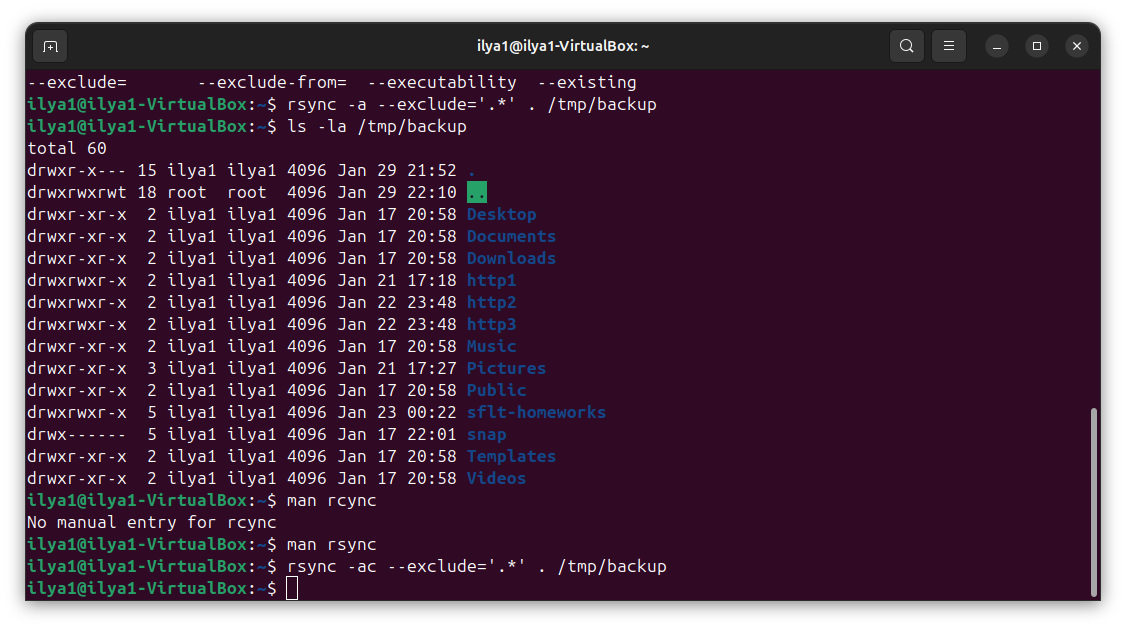 ilya1@ilya1-VirtualBox: ~
--exclude=       --exclude-from=  --executability  --existing
ilya1@ilya1-VirtualBox:~$ rsync -a --exclude='.*' . /tmp/backup
ilya1@ilya1-VirtualBox:~$ ls -la /tmp/backup
total 60
drwxr-x--- 15 ilya1 ilya1 4096 Jan 29 21:52 .
drwxrwxrwt 18 root  root  4096 Jan 29 22:10 ..
drwxr-xr-x  2 ilya1 ilya1 4096 Jan 17 20:58 Desktop
drwxr-xr-x  2 ilya1 ilya1 4096 Jan 17 20:58 Documents
drwxr-xr-x  2 ilya1 ilya1 4096 Jan 17 20:58 Downloads
drwxrwxr-x  2 ilya1 ilya1 4096 Jan 21 17:18 http1
drwxrwxr-x  2 ilya1 ilya1 4096 Jan 22 23:48 http2
drwxrwxr-x  2 ilya1 ilya1 4096 Jan 22 23:48 http3
drwxr-xr-x  2 ilya1 ilya1 4096 Jan 17 20:58 Music
drwxr-xr-x  3 ilya1 ilya1 4096 Jan 21 17:27 Pictures
drwxr-xr-x  2 ilya1 ilya1 4096 Jan 17 20:58 Public
drwxrwxr-x  5 ilya1 ilya1 4096 Jan 23 00:22 sflt-homeworks
drwx------  5 ilya1 ilya1 4096 Jan 17 22:01 snap
drwxr-xr-x  2 ilya1 ilya1 4096 Jan 17 20:58 Templates
drwxr-xr-x  2 ilya1 ilya1 4096 Jan 17 20:58 Videos
ilya1@ilya1-VirtualBox:~$ man rcync
No manual entry for rcync
ilya1@ilya1-VirtualBox:~$ man rsync
ilya1@ilya1-VirtualBox:~$ rsync -ac --exclude='.*' . /tmp/backup
ilya1@ilya1-VirtualBox:~$